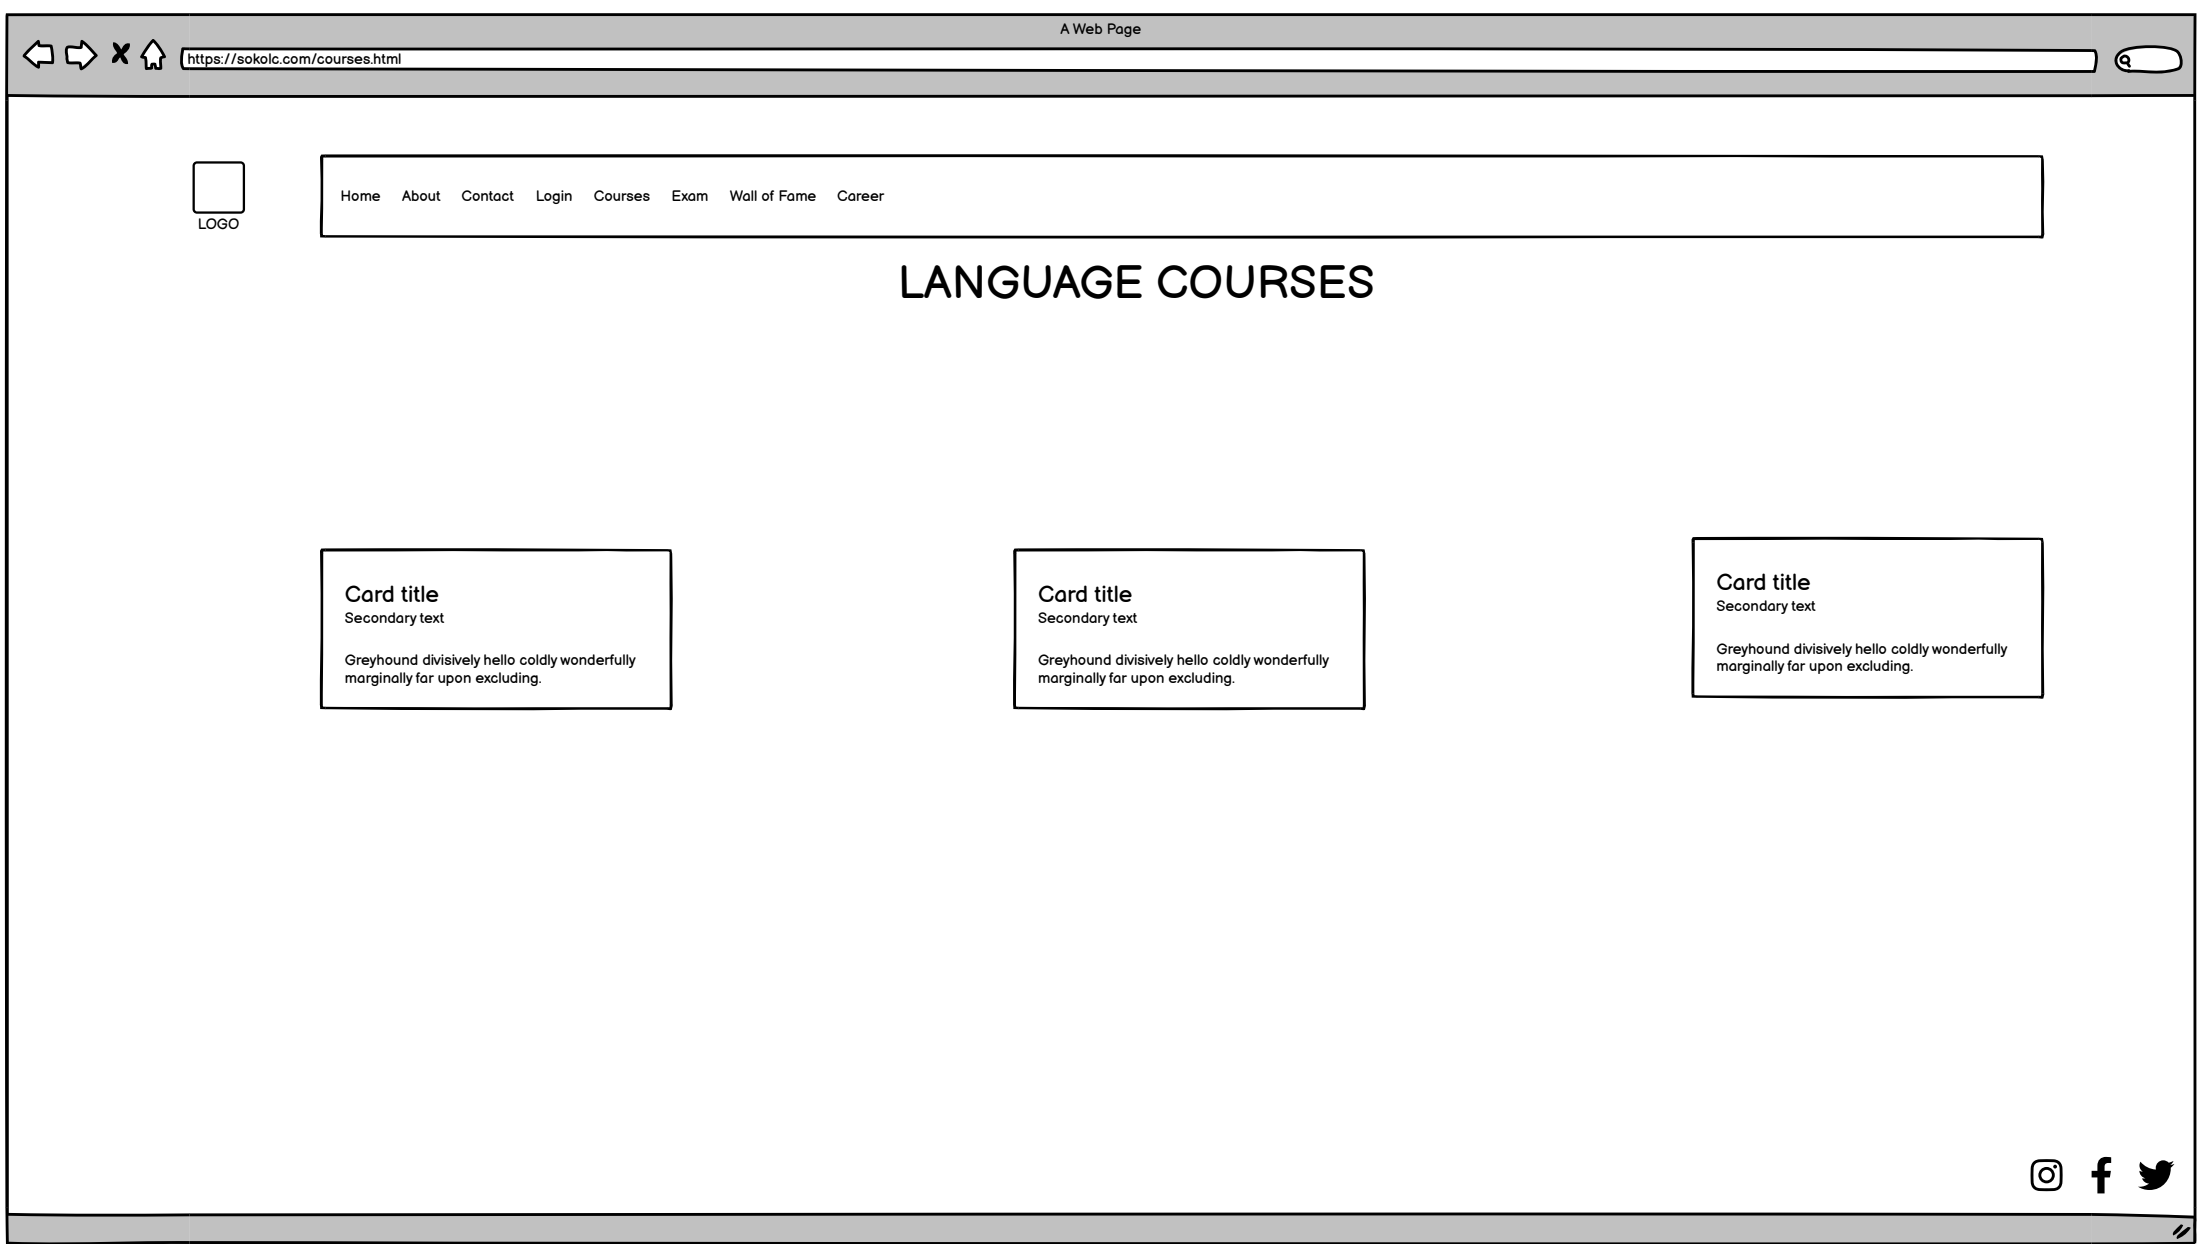 A Web Page
https://sokolc.com/courses.html
Home About Contact Login Courses Exam Wall of Fame Career
LOGO
LANGUAGE COURSES
Card title
Secondary text
Greyhound divisively hello coldly wonderfully
marginally far upon excluding.
Card title
Secondary text
Greyhound divisively hello coldly wonderfully
marginally far upon excluding.
Card title
Secondary text
Greyhound divisively hello coldly wonderfully
marginally far upon excluding.